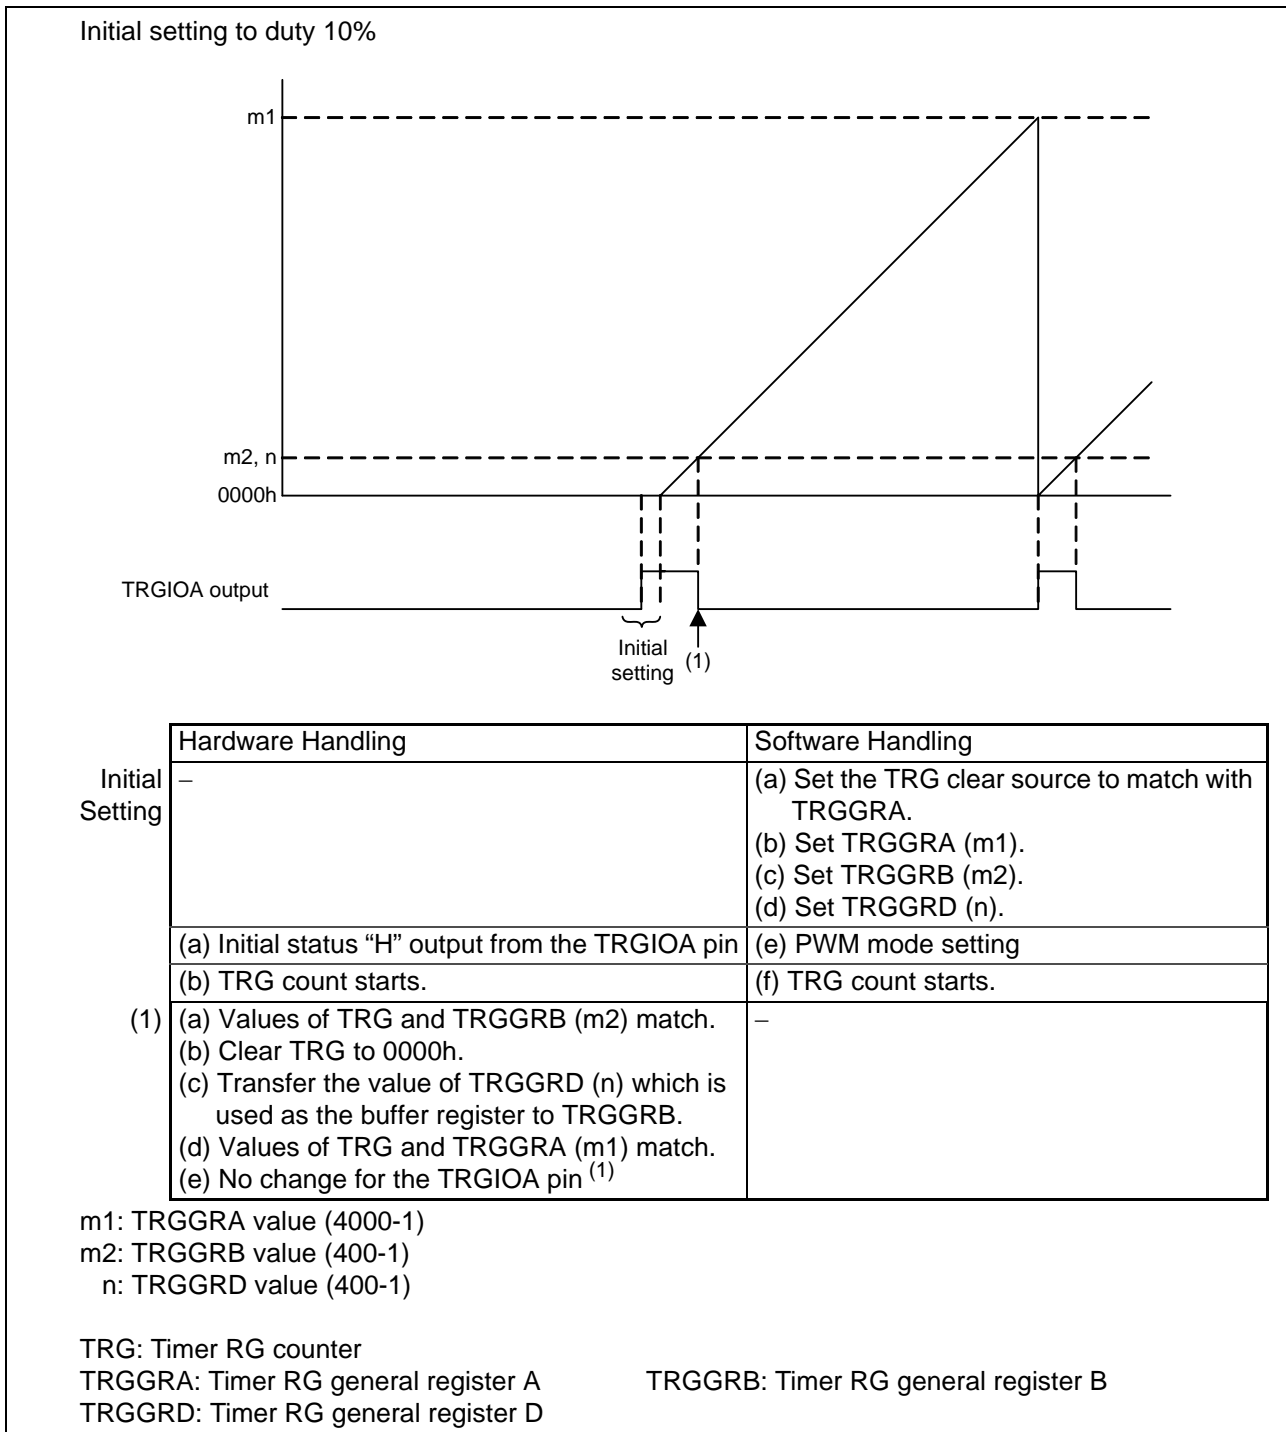 Initial setting to duty 10%
m1
m2, n
0000h
TRGIOA output
Initial
setting
(1)
Hardware Handling
Software Handling
Initial
Setting
–
(a) Set the TRG clear source to match with
TRGGRA.
(b) Set TRGGRA (m1).
(c) Set TRGGRB (m2).
(d) Set TRGGRD (n).
(a) Initial status “H” output from the TRGIOA pin
(e) PWM mode setting
(b) TRG count starts.
(f) TRG count starts.
(1)
(a) Values of TRG and TRGGRB (m2) match.
(b) Clear TRG to 0000h.
(c) Transfer the value of TRGGRD (n) which is
used as the buffer register to TRGGRB.
(d) Values of TRG and TRGGRA (m1) match.
(e) No change for the TRGIOA pin (1)
–
m1: TRGGRA value (4000-1)
m2: TRGGRB value (400-1)
n: TRGGRD value (400-1)
TRG: Timer RG counter
TRGGRA: Timer RG general register A TRGGRB: Timer RG general register B
TRGGRD: Timer RG general register D